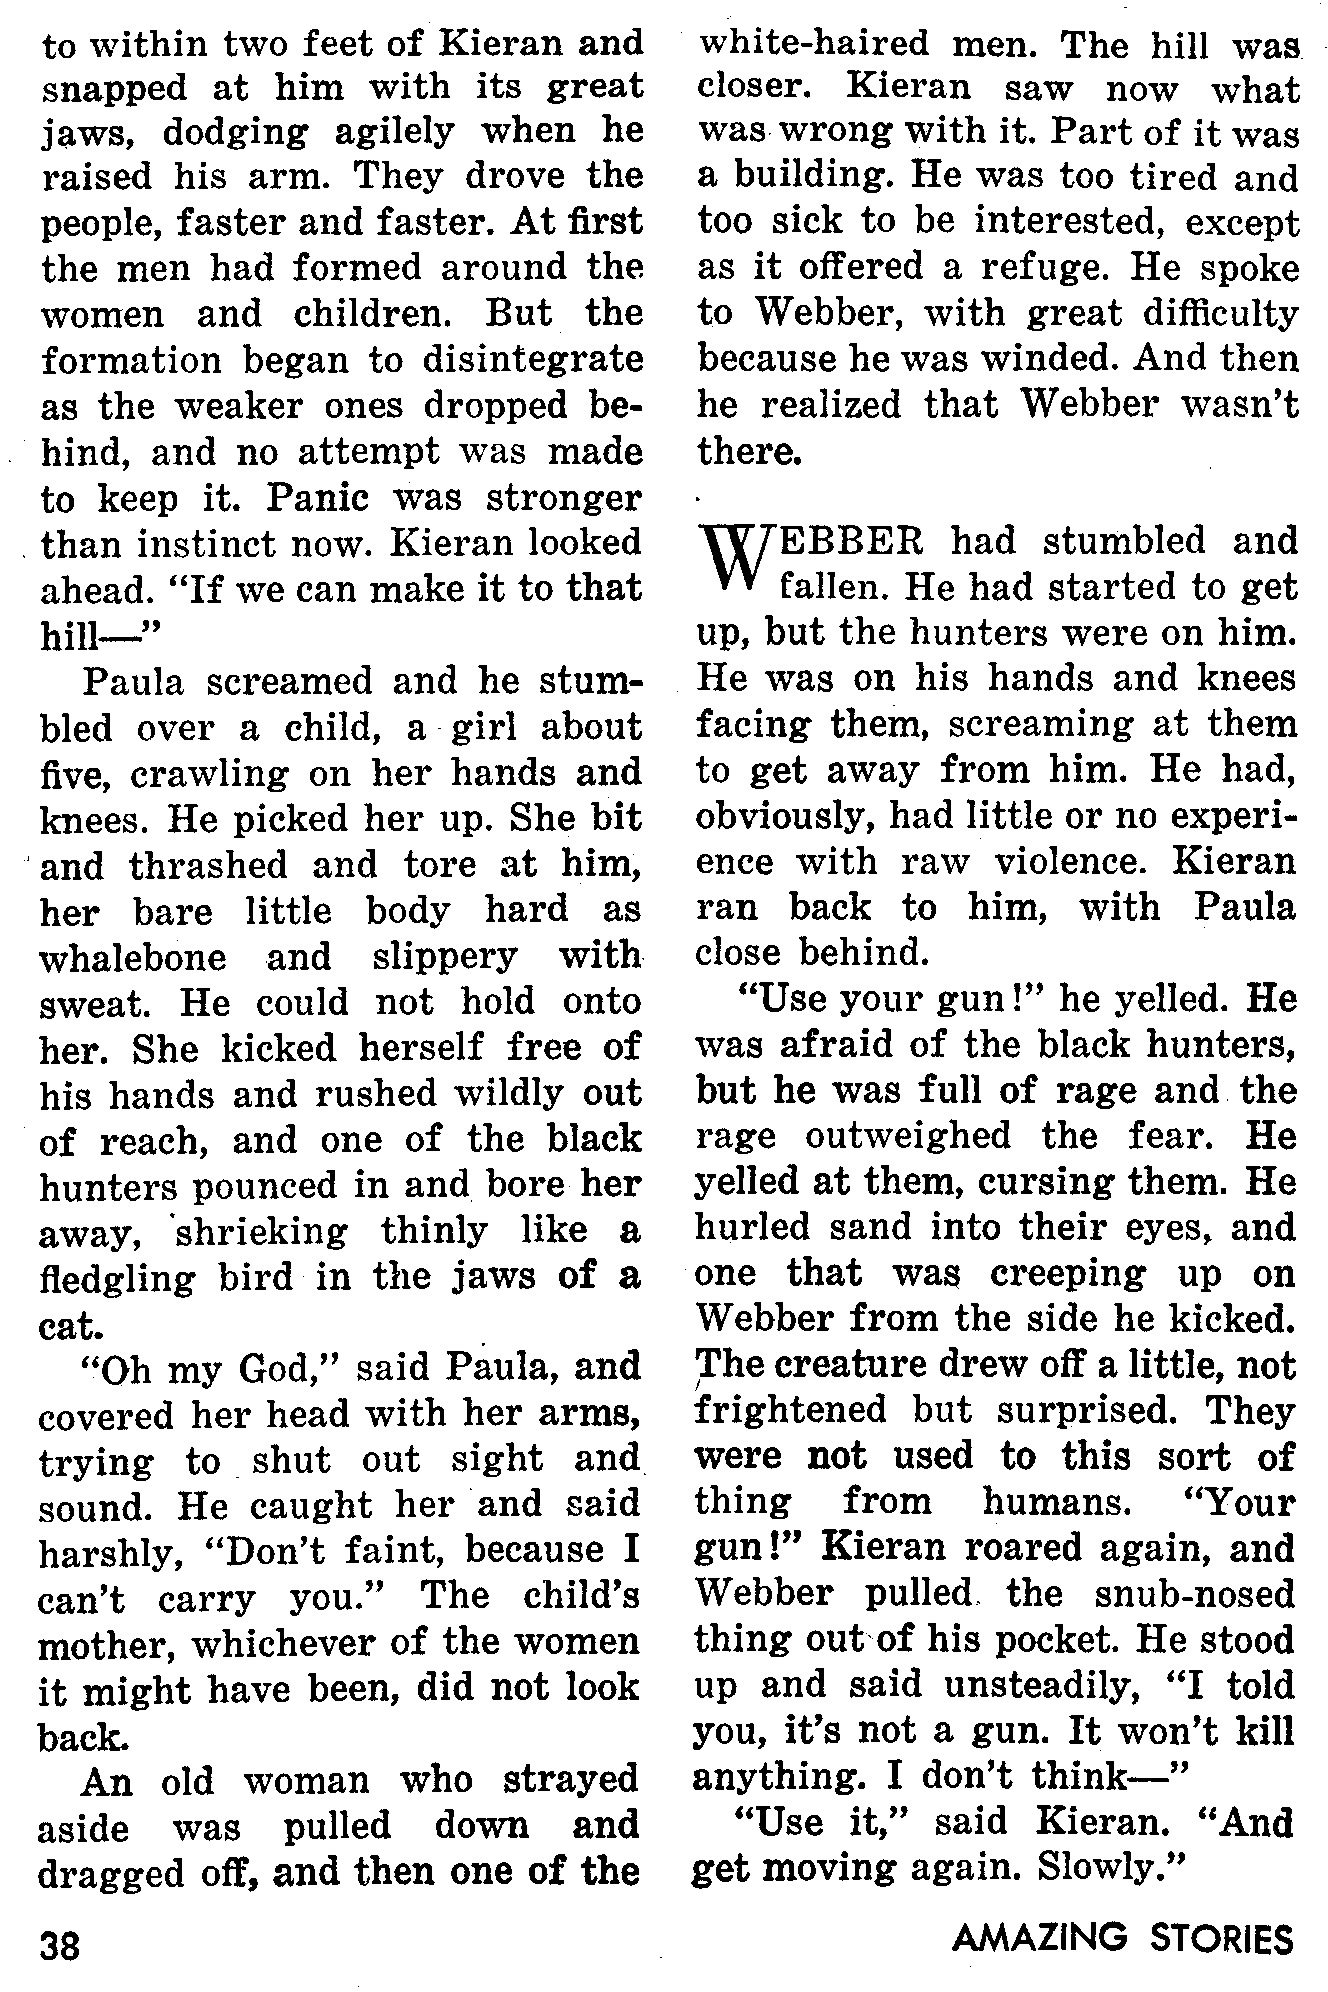 to within two feet of Kieran and
snapped at him with its great
jaws, dodging agilely when he
raised his arm. They drove the
people, faster and faster. At first
the men had formed around the
women and children. But the
formation began to disintegrate
as the weaker ones dropped be-
hind, and no attempt was made
to keep it. Panic was stronger
than instinct now. Kieran looked
ahead. “If we can make it to that
hill—”
Paula screamed and he stum-
bled over a child, a girl about
five, crawling on her hands and
knees. He picked her up. She bit
and thrashed and tore at him,
her bare little body hard as
whalebone and slippery with
sweat. He could not hold onto
her. She kicked herself free of
his hands and rushed wildly out
of reach, and one of the black
hunters pounced in and bore her
away, shrieking thinly like a
fledgling bird in the jaws of a
cat.
“Oh my God,” said Paula, and
covered her head with her arms,
trying to shut out sight and
sound. He caught her and said
harshly, “Don’t faint, because I
can’t carry you.” The child’s
mother, whichever of the women
it might have been, did not look
back.
An old woman who strayed
aside was pulled down and
dragged off, and then one of the
white-haired men. The hill was
closer. Kieran saw now what
was wrong with it. Part of it was
a building. He was too tired and
too sick to be interested, except
as it offered a refuge. He spoke
to Webber, with great difficulty
because he was winded. And then
he realized that Webber wasn’t
there.
WEBBER had stumbled and
fallen. He had started to get
up, but the hunters were on him.
He was on his hands and knees
facing them, screaming at them
to get away from him. He had,
obviously, had little or no experi-
ence with raw violence. Kieran
ran back to him, with Paula
close behind.
“Use your gun!” he yelled. He
was afraid of the black hunters,
but he was full of rage and the
rage outweighed the fear. He
yelled at them, cursing them. He
hurled sand into their eyes, and
one that was creeping up on
Webber from the side he kicked.
The creature drew off a little, not
frightened but surprised. They
were not used to this sort of
thing from humans. “Your
gun!” Kieran roared again, and
Webber pulled the snub-nosed
thing out of his pocket. He stood
up and said unsteadily, “I told
you, it’s not a gun. It won’t kill
anything. I don’t think—”
“Use it,” said Kieran. “And
get moving again. Slowly.”
38
AMAZING STORIES